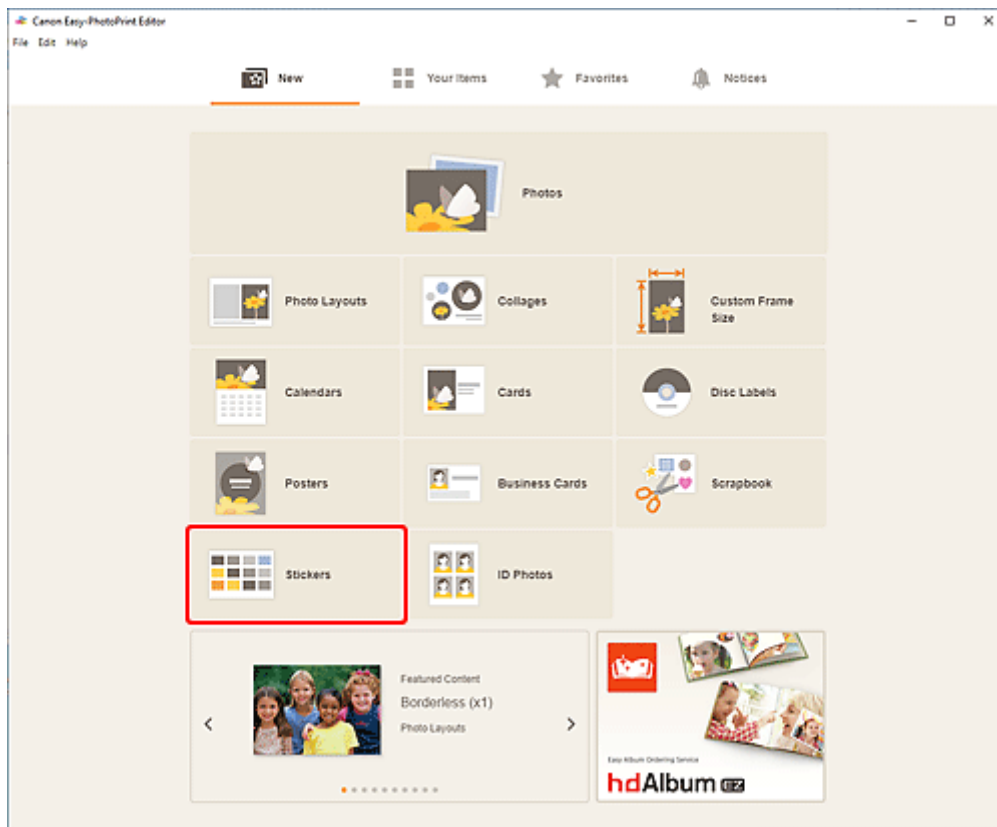 Canon Easy-PhotoPrint Editor
File Edit Help
New
Your Items
Favorites
Notices
Photos
Photo Layouts
Collages
Custom Frame
Size
Calendars
Cards
Disc Labels
Posters
Business Cards
Scrapbook
Stickers
ID Photos
Featured Content
Borderless (x1)
Photo Layouts
Easy Album Ordering Service
hdAlbum EZ